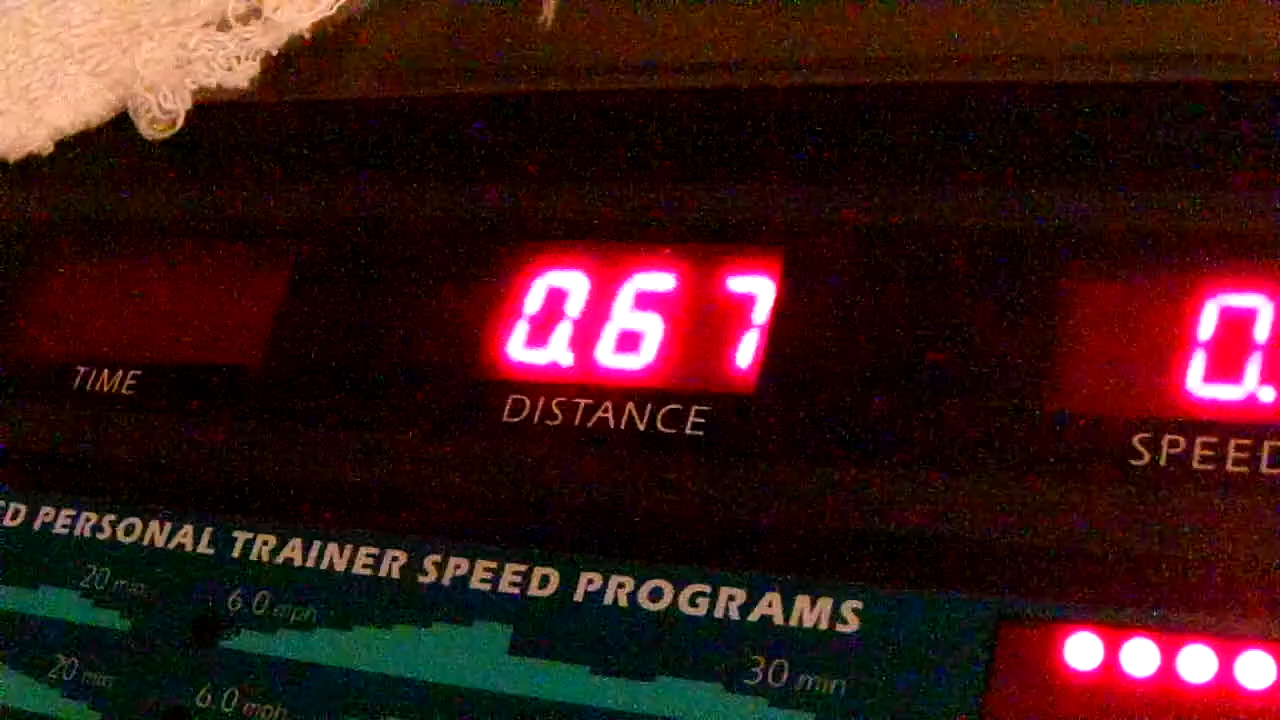 0.67
0.
TIME
DISTANCE
SPEED
ED PERSONAL TRAINER SPEED PROGRAMS
20 min
6.0 mph
30 min
20 min
6.0 mph